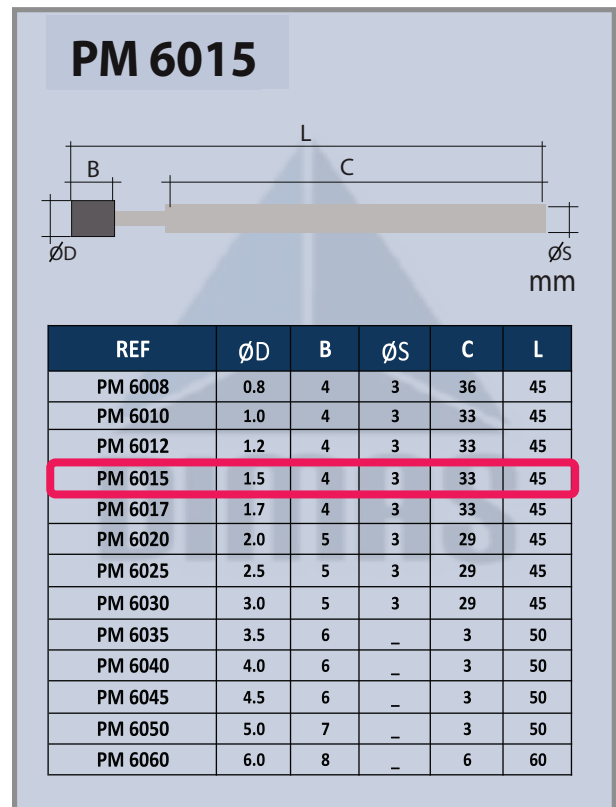 PM 6015
L
B C
ØD ØS
mm
REF ØD B ØS C L
PM 6008 0.8 4 3 36 45
PM 6010 1.0 4 3 33 45
PM 6012 1.2 4 3 33 45
PM 6015 1.5 4 3 33 45
PM 6017 1.7 4 3 33 45
PM 6020 2.0 5 3 29 45
PM 6025 2.5 5 3 29 45
PM 6030 3.0 5 3 29 45
PM 6035 3.5 6 _ 3 50
PM 6040 4.0 6 _ 3 50
PM 6045 4.5 6 _ 3 50
PM 6050 5.0 7 _ 3 50
PM 6060 6.0 8 _ 6 60